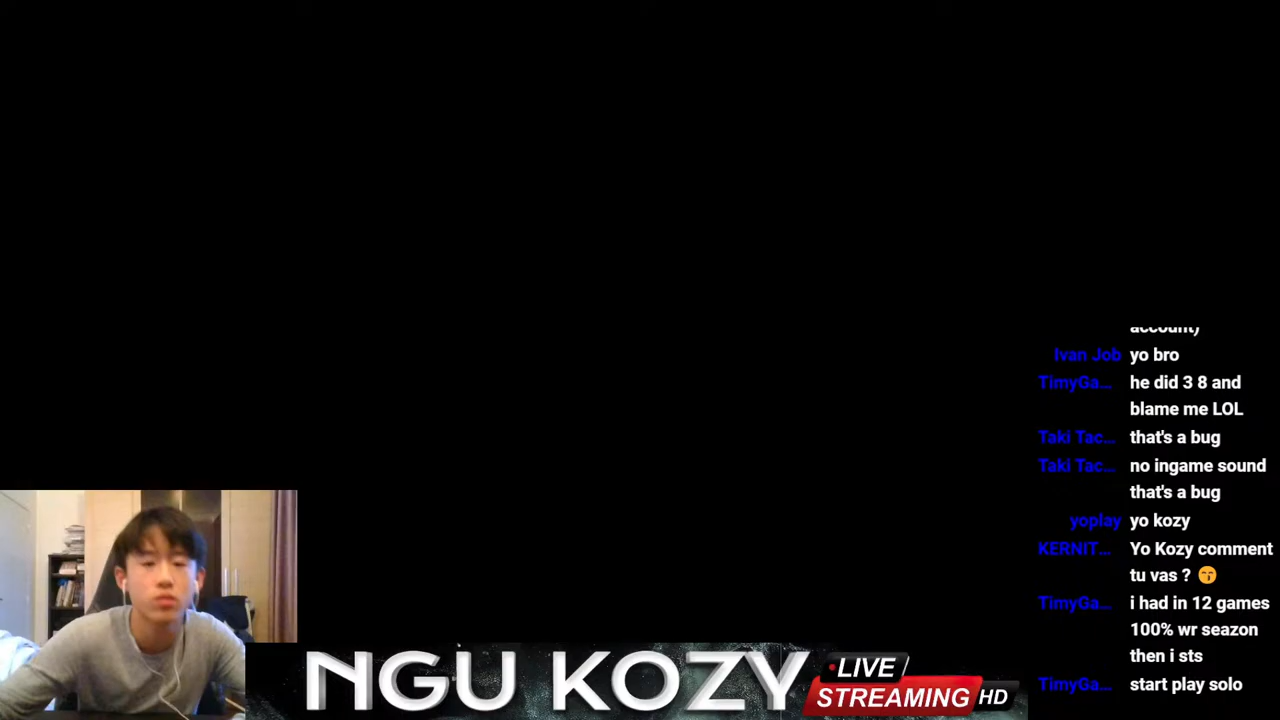 account)
Ivan Job yo bro
TimyGa... he did 3 8 and
blame me LOL
Taki Tac... that's a bug
Taki Tac... no ingame sound
that's a bug
yoplay yo kozy
KERNIT... Yo Kozy comment
tu vas ? 😙
TimyGa... i had in 12 games
100% wr seazon
then i sts
TimyGa... start play solo
NGU KOZY LIVE
STREAMING HD